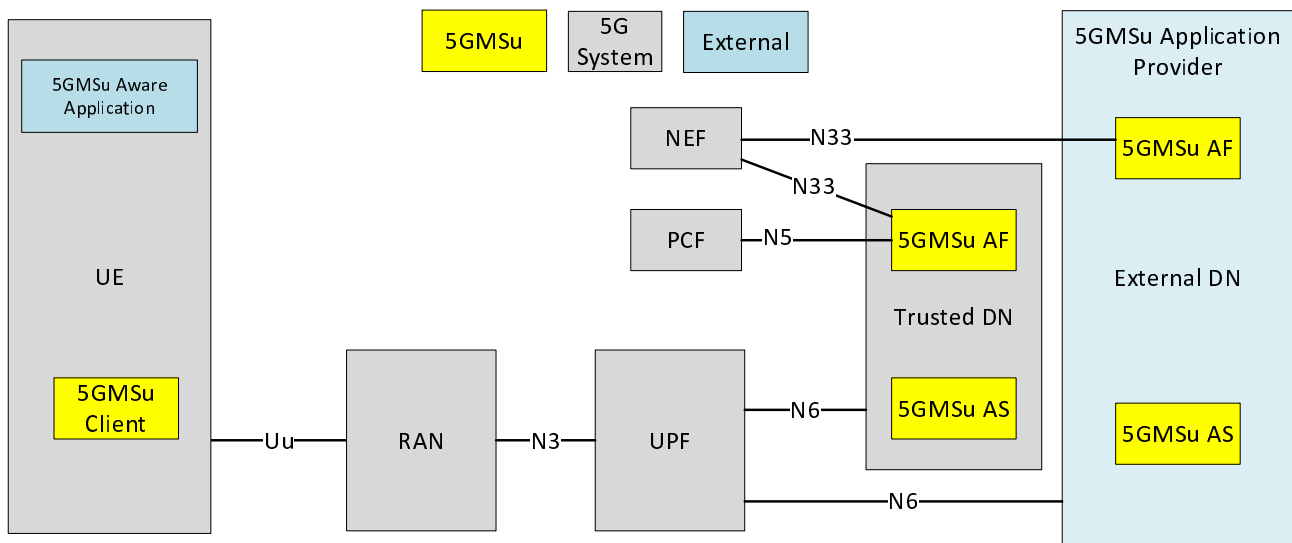 5GMSu
5G
System
External
5GMSu Application
Provider
5GMSu Aware
Application
NEF
N33
5GMSu AF
N33
PCF
N5
5GMSu AF
UE
External DN
Trusted DN
5GMSu
Client
5GMSu AS
N6
5GMSu AS
Uu
RAN
N3
UPF
N6